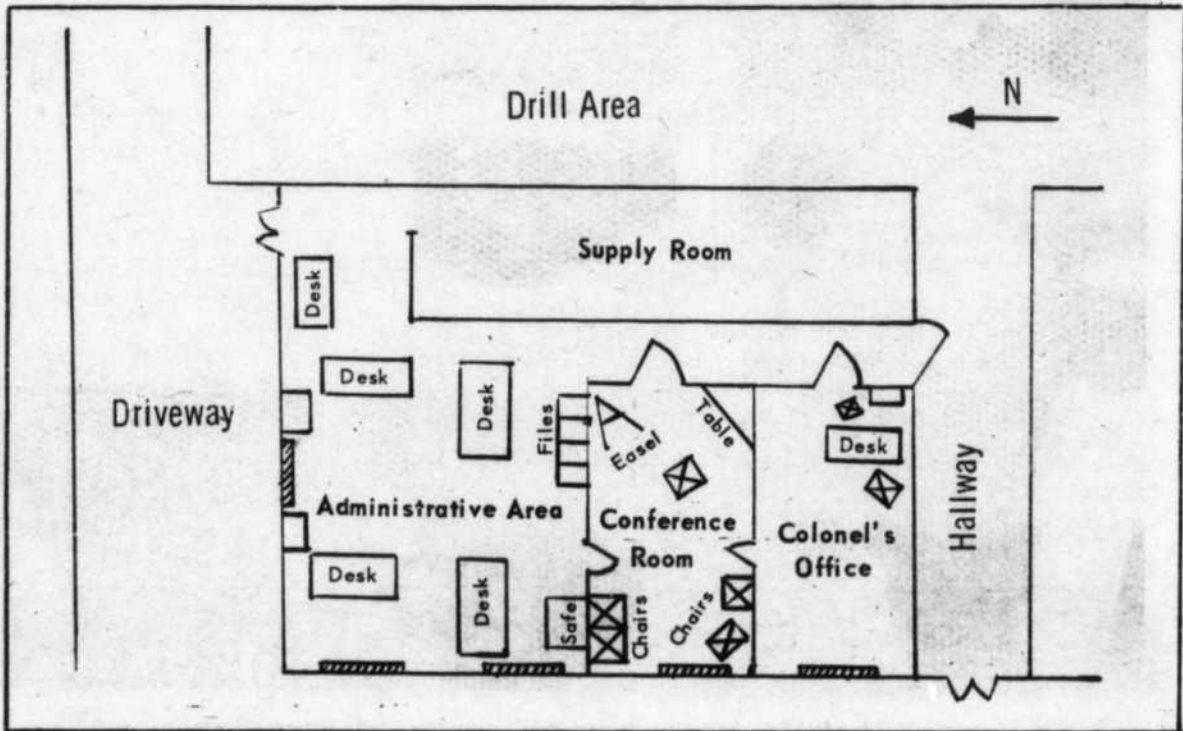 Drill Area
N
Supply Room
Desk
Desk
Desk
Driveway
Files
Easel
Table
Desk
Administrative Area
Conference
Room
Colonel's
Office
Hallway
Desk
Desk
Safe
Chairs
Chairs